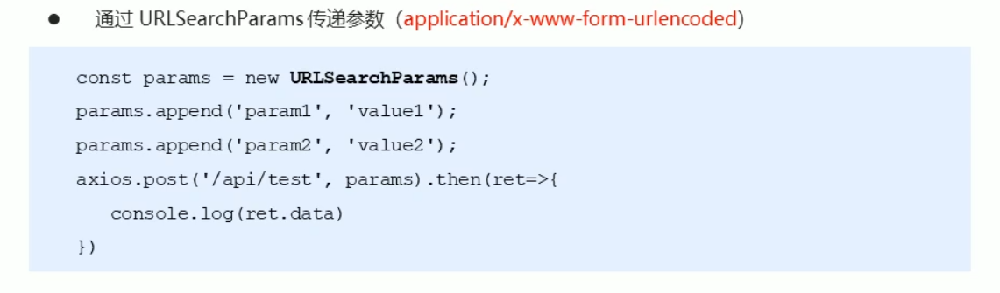 ● 通过 URLSearchParams 传递参数（application/x-www-form-urlencoded)
const params = new URLSearchParams();
params.append('param1', 'value1');
params.append('param2', 'value2');
axios.post('/api/test', params).then(ret=>{
   console.log(ret.data)
})